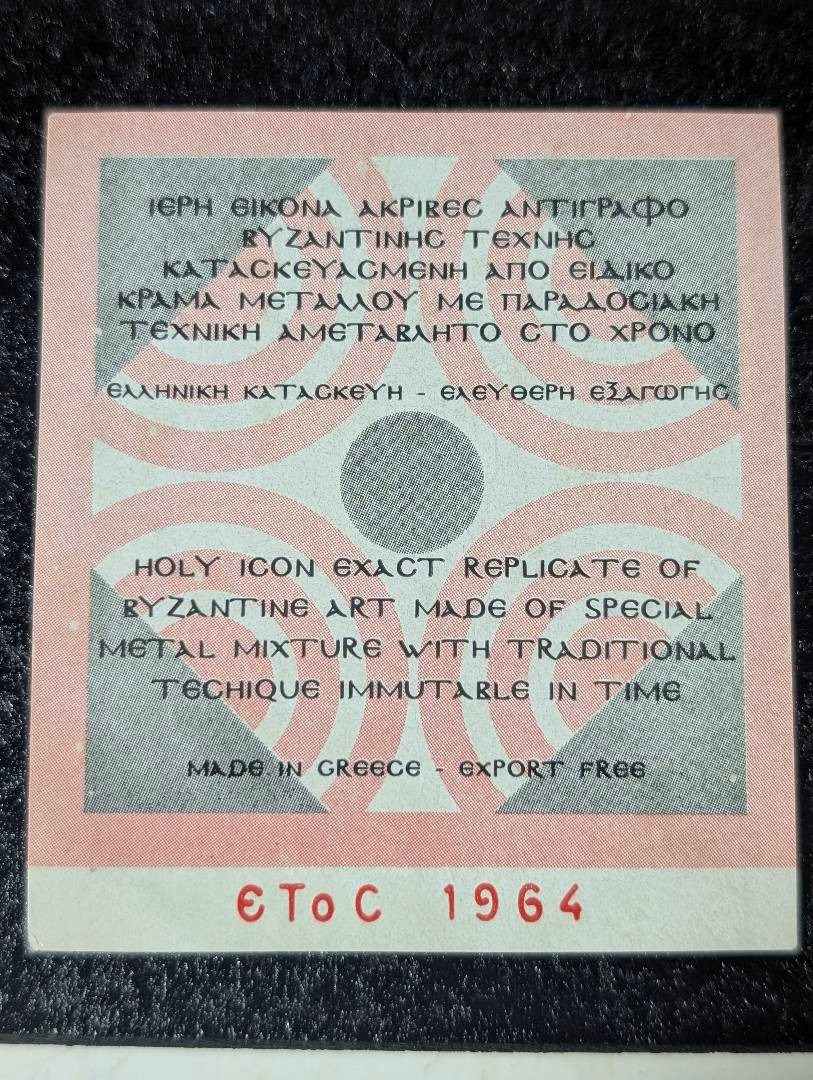 ΙΕΡΗ ΕΙΚΟΝΑ ΑΚΡΙΒΕϹ ΑΝΤΙΓΡΑΦΟ
ΒΥΖΑΝΤΙΝΗϹ ΤΕΧΝΗϹ
ΚΑΤΑϹΚΕΥΑϹΜΕΝΗ ΑΠΟ ΕΙΔΙΚΟ
ΚΡΑΜΑ ΜΕΤΑΛΛΟΥ ΜΕ ΠΑΡΑΔΟϹΙΑΚΗ
ΤΕΧΝΙΚΗ ΑΜΕΤΑΒΛΗΤΟ ϹΤΟ ΧΡΟΝΟ
ΕΛΛΗΝΙΚΗ ΚΑΤΑϹΚΕΥΗ - ΕΛΕΥΘΕΡΗ ΕΞΑΓΩΓΗϹ
HOLY ICON EXACT REPLICATE OF
BYZANTINE ART MADE OF SPECIAL
METAL MIXTURE WITH TRADITIONAL
TECHIQUE IMMUTABLE IN TIME
MADE IN GREECE - EXPORT FREE
ΕΤοϹ 1964